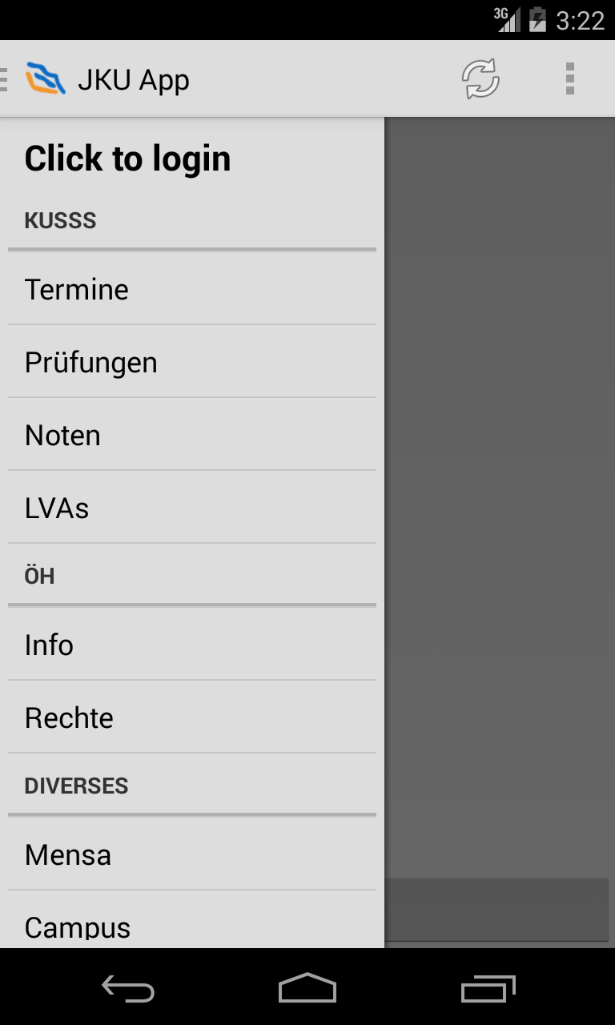 3G 3:22
JKU App
Click to login
KUSSS
Termine
Prüfungen
Noten
LVAs
ÖH
Info
Rechte
DIVERSES
Mensa
Campus